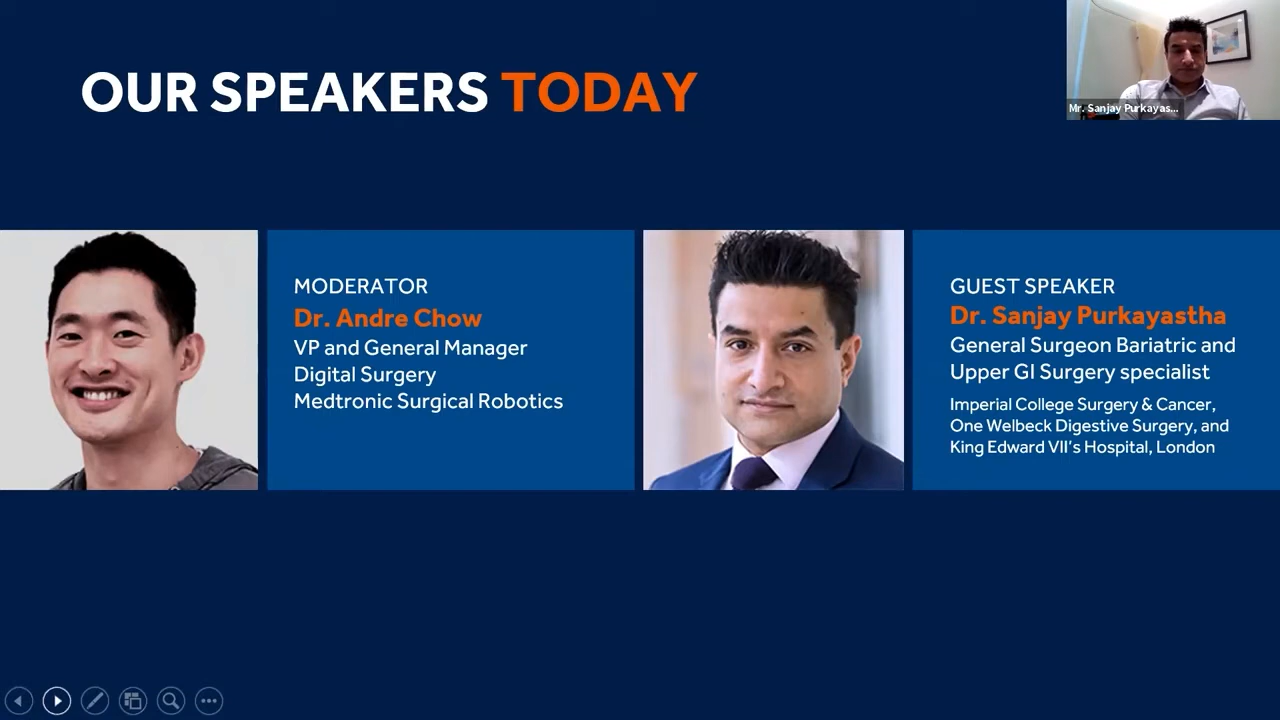 OUR SPEAKERS TODAY
Mr. Sanjay Purkayas...
MODERATOR
Dr. Andre Chow
VP and General Manager
Digital Surgery
Medtronic Surgical Robotics
GUEST SPEAKER
Dr. Sanjay Purkayastha
General Surgeon Bariatric and
Upper GI Surgery specialist
Imperial College Surgery & Cancer,
One Welbeck Digestive Surgery, and
King Edward VII's Hospital, London